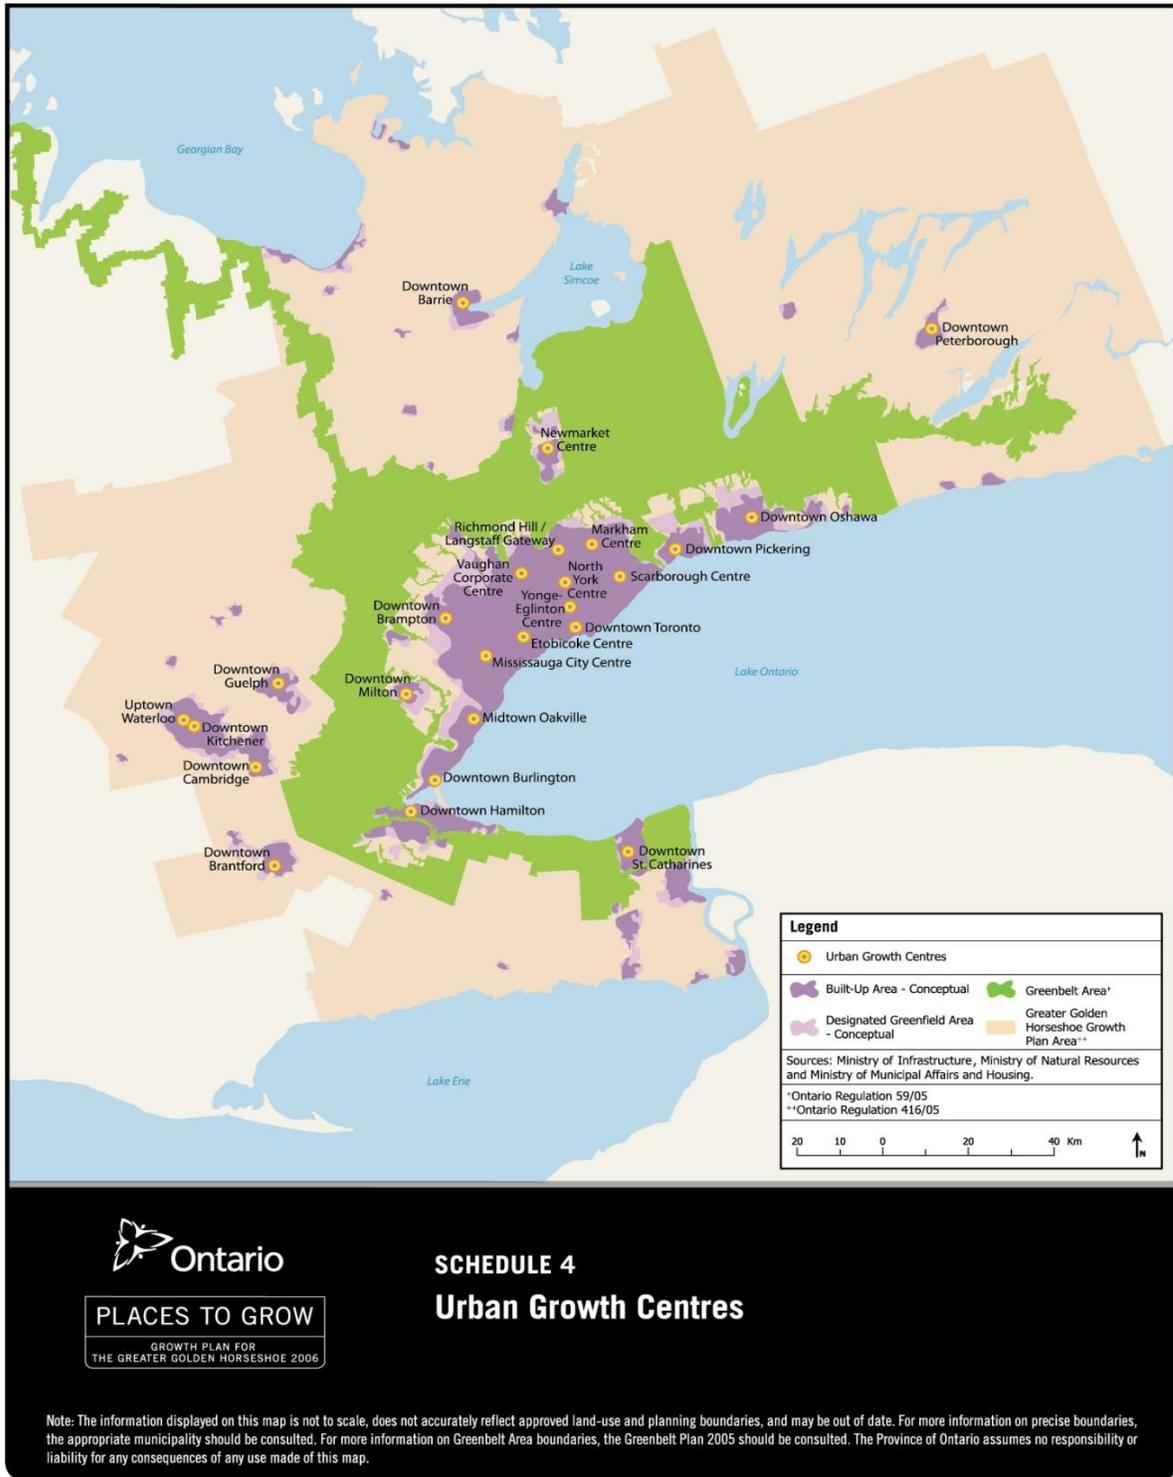 Georgian Bay
Lake
Simcoe
Downtown
Barrie
Downtown
Peterborough
Newmarket
Centre
Richmond Hill /
Langstaff Gateway
Markham
Centre
Downtown Oshawa
Downtown Pickering
Vaughan
Corporate
Centre
North
York
Centre
Scarborough Centre
Yonge-
Eglinton
Centre
Downtown
Brampton
Downtown Toronto
Etobicoke Centre
Mississauga City Centre
Lake Ontario
Downtown
Guelph
Downtown
Milton
Uptown
Waterloo
Downtown
Kitchener
Midtown Oakville
Downtown
Cambridge
Downtown Burlington
Downtown Hamilton
Downtown
Brantford
Downtown
St. Catharines
Lake Erie
Legend
Urban Growth Centres
Built-Up Area - Conceptual
Greenbelt Area+
Designated Greenfield Area
- Conceptual
Greater Golden
Horseshoe Growth
Plan Area++
Sources: Ministry of Infrastructure, Ministry of Natural Resources
and Ministry of Municipal Affairs and Housing.
+Ontario Regulation 59/05
++Ontario Regulation 416/05
20 10 0 20 40 Km
N
Ontario
PLACES TO GROW
GROWTH PLAN FOR
THE GREATER GOLDEN HORSESHOE 2006
SCHEDULE 4
Urban Growth Centres
Note: The information displayed on this map is not to scale, does not accurately reflect approved land-use and planning boundaries, and may be out of date. For more information on precise boundaries,
the appropriate municipality should be consulted. For more information on Greenbelt Area boundaries, the Greenbelt Plan 2005 should be consulted. The Province of Ontario assumes no responsibility or
liability for any consequences of any use made of this map.